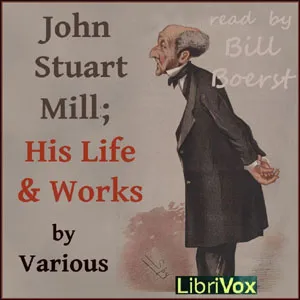 John
Stuart
Mill;
His Life
& Works
by
Various
read by
Bill
Boerst
LibriVox